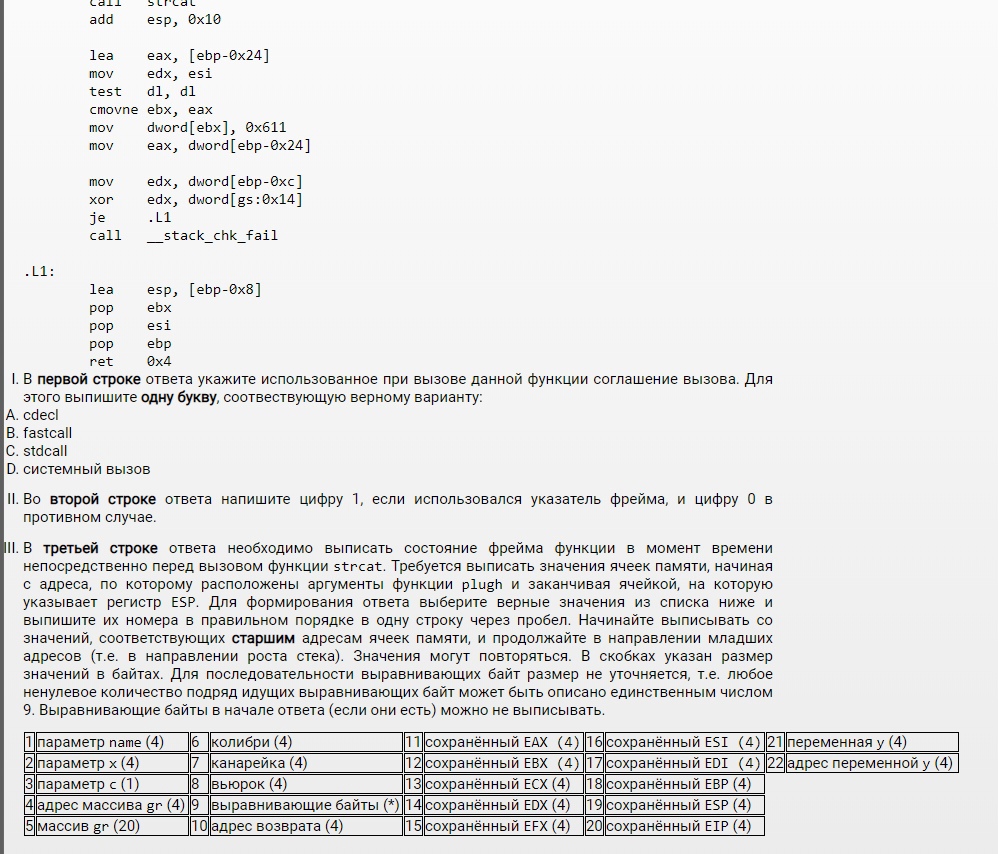 call strcat
add esp, 0x10
lea eax, [ebp-0x24]
mov edx, esi
test dl, dl
cmovne ebx, eax
mov dword[ebx], 0x611
mov eax, dword[ebp-0x24]
mov edx, dword[ebp-0xc]
xor edx, dword[gs:0x14]
je .L1
call __stack_chk_fail
.L1:
lea esp, [ebp-0x8]
pop ebx
pop esi
pop ebp
ret 0x4
I. В первой строке ответа укажите использованное при вызове данной функции соглашение вызова. Для
этого выпишите одну букву, соотвествующую верному варианту:
A. cdecl
B. fastcall
C. stdcall
D. системный вызов
II. Во второй строке ответа напишите цифру 1, если использовался указатель фрейма, и цифру 0 в
противном случае.
III. В третьей строке ответа необходимо выписать состояние фрейма функции в момент времени
непосредственно перед вызовом функции strcat. Требуется выписать значения ячеек памяти, начиная
с адреса, по которому расположены аргументы функции plugh и заканчивая ячейкой, на которую
указывает регистр ESP. Для формирования ответа выберите верные значения из списка ниже и
выпишите их номера в правильном порядке в одну строку через пробел. Начинайте выписывать со
значений, соответствующих старшим адресам ячеек памяти, и продолжайте в направлении младших
адресов (т.е. в направлении роста стека). Значения могут повторяться. В скобках указан размер
значений в байтах. Для последовательности выравнивающих байт размер не уточняется, т.е. любое
ненулевое количество подряд идущих выравнивающих байт может быть описано единственным числом
9. Выравнивающие байты в начале ответа (если они есть) можно не выписывать.
1 параметр name (4) 6 колибри (4) 11 сохранённый EAX (4) 16 сохранённый ESI (4) 21 переменная y (4)
2 параметр x (4) 7 канарейка (4) 12 сохранённый EBX (4) 17 сохранённый EDI (4) 22 адрес переменной y (4)
3 параметр c (1) 8 вьюрок (4) 13 сохранённый ECX (4) 18 сохранённый EBP (4)
4 адрес массива gr (4) 9 выравнивающие байты (*) 14 сохранённый EDX (4) 19 сохранённый ESP (4)
5 массив gr (20) 10 адрес возврата (4) 15 сохранённый EFX (4) 20 сохранённый EIP (4)